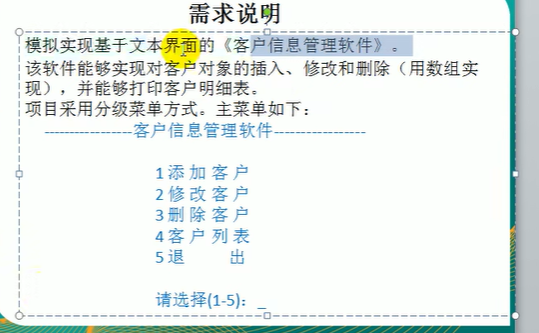 需求说明
模拟实现基于文本界面的《客户信息管理软件》。
该软件能够实现对客户对象的插入、修改和删除（用数组实
现），并能够打印客户明细表。
项目采用分级菜单方式。主菜单如下：
-----------------客户信息管理软件-----------------
1 添 加 客 户
2 修 改 客 户
3 删 除 客 户
4 客 户 列 表
5 退　　出
请选择(1-5)：_